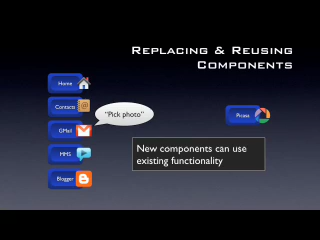 Replacing & Reusing
Components
Home
Contacts
"Pick photo"
GMail
MMS
Blogger
Picasa
New components can use
existing functionality